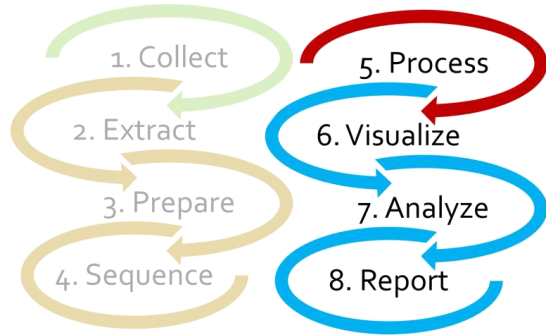 1. Collect
2. Extract
3. Prepare
4. Sequence
5. Process
6. Visualize
7. Analyze
8. Report